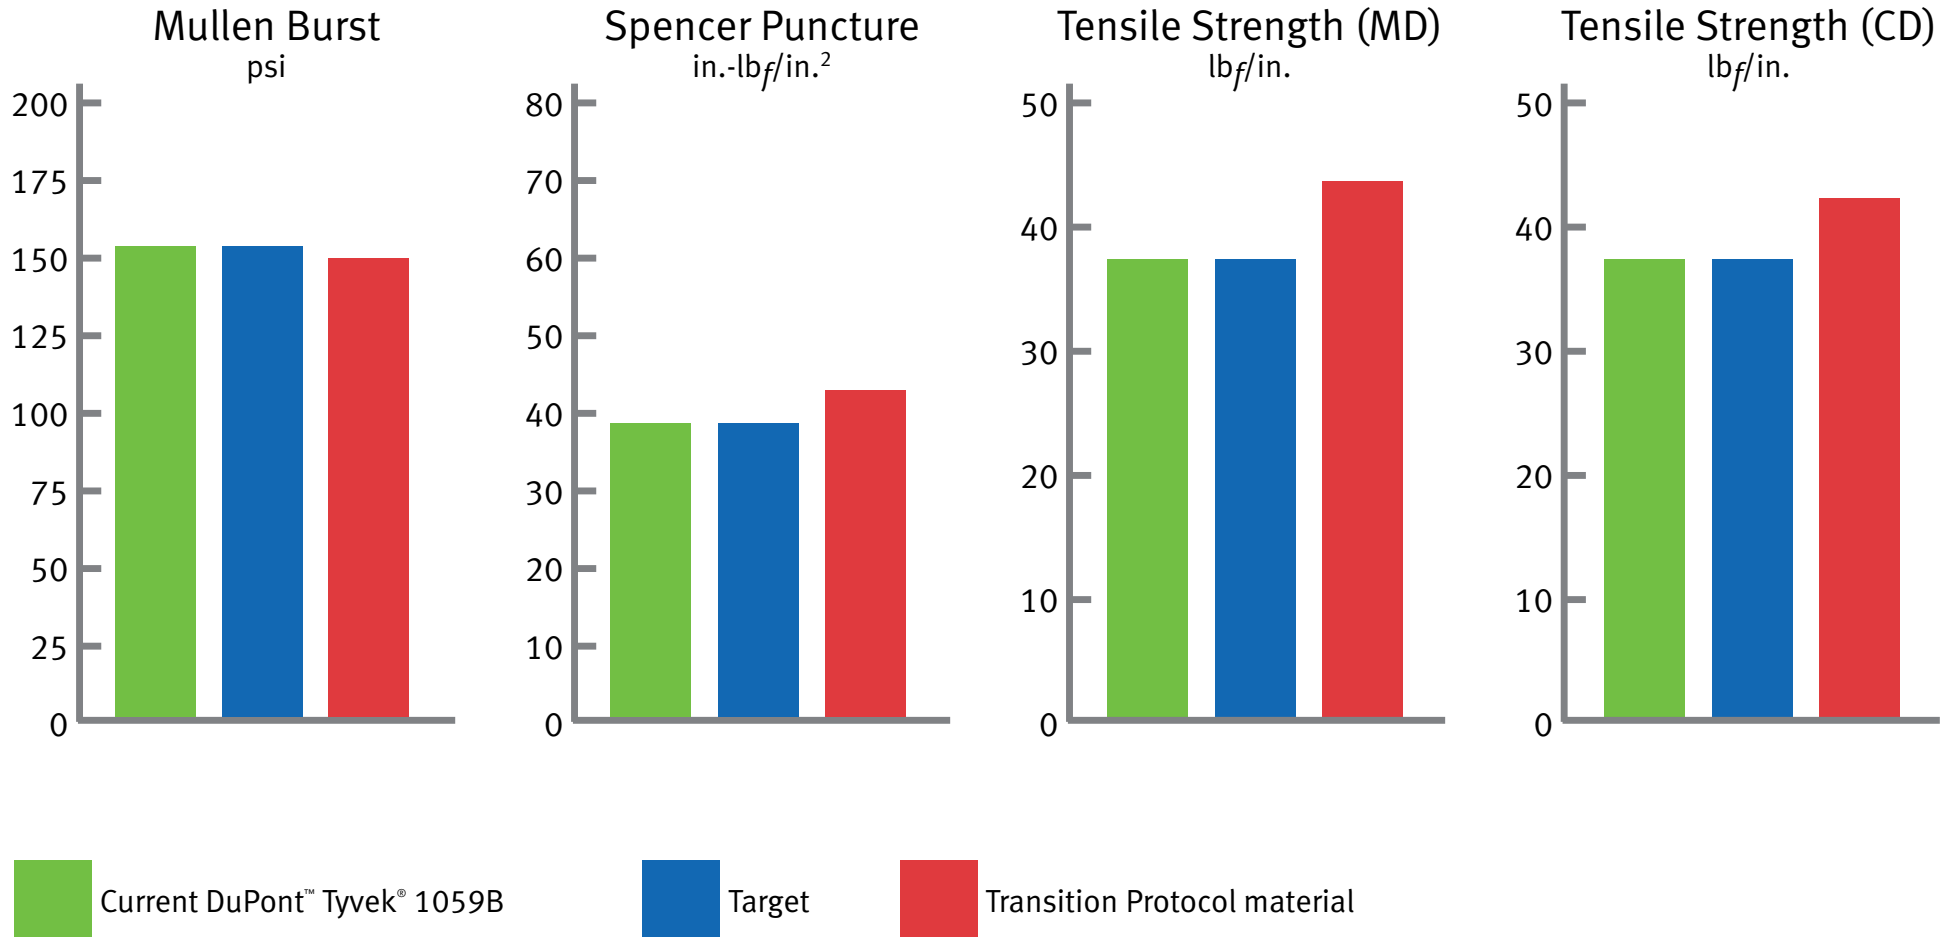 Mullen Burst
psi
200
175
150
125
100
75
50
25
0
Spencer Puncture
in.-lbf/in.²
80
70
60
50
40
30
20
10
0
Tensile Strength (MD)
lbf/in.
50
40
30
20
10
0
Tensile Strength (CD)
lbf/in.
50
40
30
20
10
0
Current DuPont™ Tyvek® 1059B
Target
Transition Protocol material